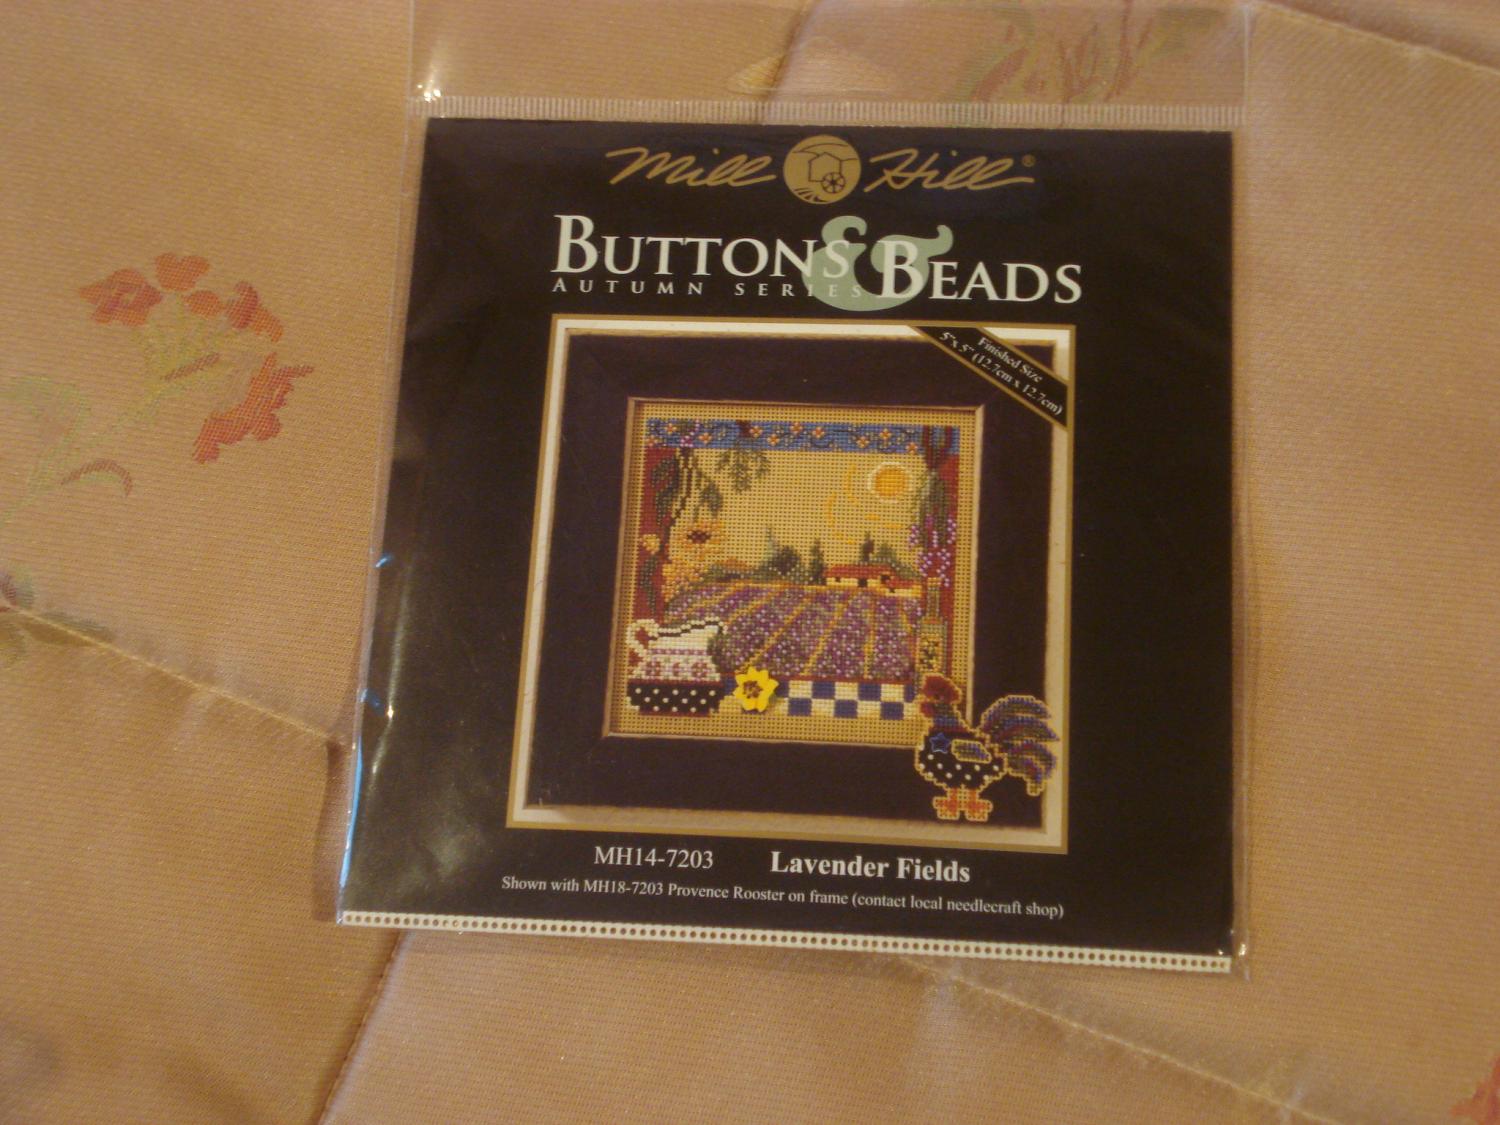 Mill Hill®
BUTTONS & BEADS
AUTUMN SERIES
Finished Size
5" x 5" (12.7cm x 12.7cm)
MH14-7203 Lavender Fields
Shown with MH18-7203 Provence Rooster on frame (contact local needlecraft shop)